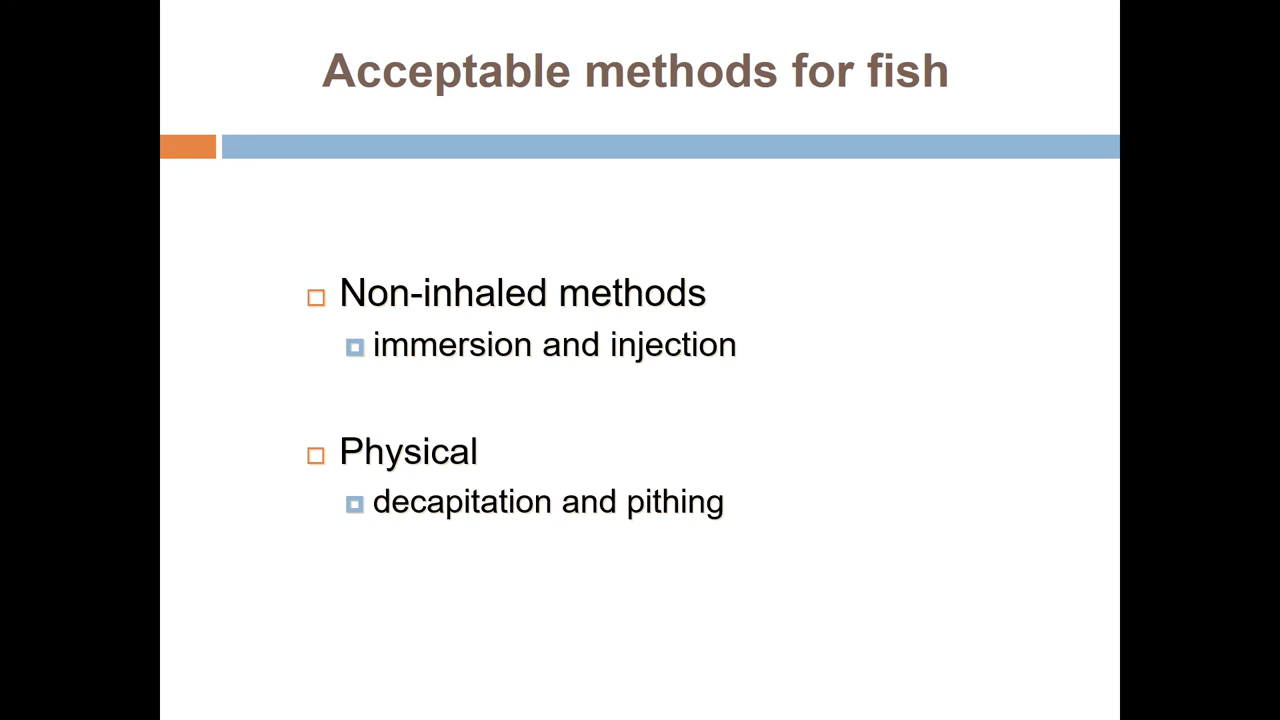 Acceptable methods for fish
Non-inhaled methods
immersion and injection
Physical
decapitation and pithing